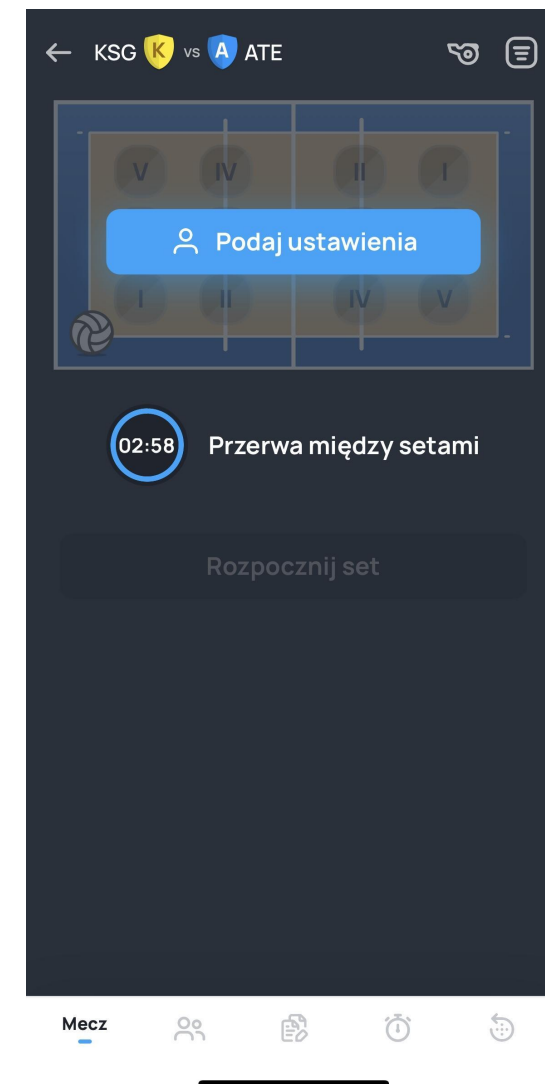 KSG K vs A ATE
V IV II I
Podaj ustawienia
I II IV V
02:58 Przerwa między setami
Rozpocznij set
Mecz